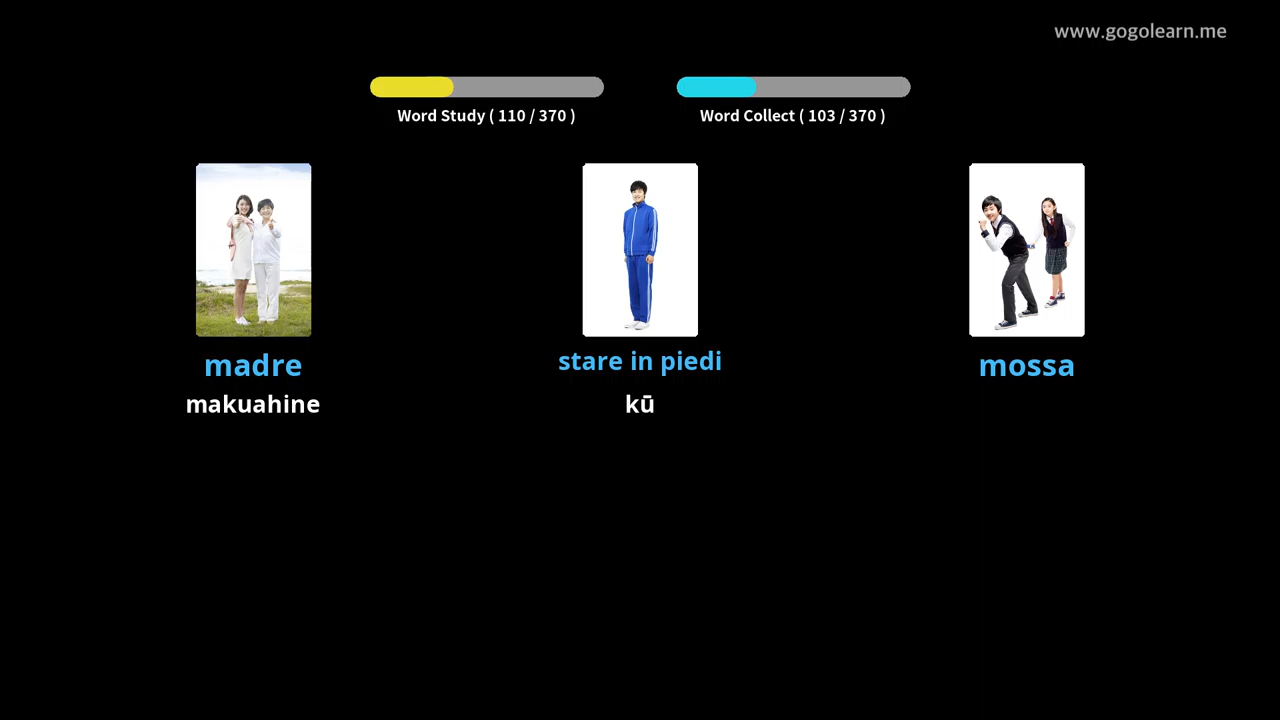 www.gogolearn.me
Word Study ( 110 / 370 )
Word Collect ( 103 / 370 )
madre
stare in piedi
mossa
makuahine
kū